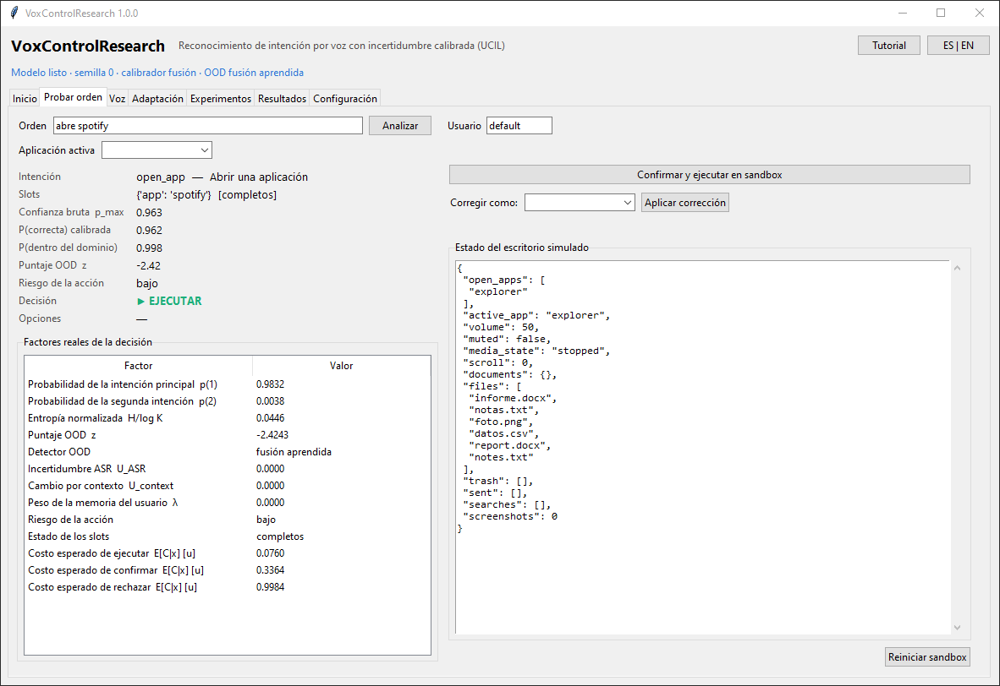 VoxControlResearch 1.0.0
VoxControlResearch Reconocimiento de intención por voz con incertidumbre calibrada (UCIL) Tutorial ES | EN
Modelo listo · semilla 0 · calibrador fusión · OOD fusión aprendida
Inicio Probar orden Voz Adaptación Experimentos Resultados Configuración
Orden abre spotify Analizar Usuario default
Aplicación activa
Intención open_app — Abrir una aplicación
Slots {'app': 'spotify'} [completos]
Confianza bruta p_max 0.963
P(correcta) calibrada 0.962
P(dentro del dominio) 0.998
Puntaje OOD z -2.42
Riesgo de la acción bajo
Decisión ► EJECUTAR
Opciones —
Factores reales de la decisión
Factor Valor
Probabilidad de la intención principal p(1) 0.9832
Probabilidad de la segunda intención p(2) 0.0038
Entropía normalizada H/log K 0.0446
Puntaje OOD z -2.4243
Detector OOD fusión aprendida
Incertidumbre ASR U_ASR 0.0000
Cambio por contexto U_context 0.0000
Peso de la memoria del usuario λ 0.0000
Riesgo de la acción bajo
Estado de los slots completos
Costo esperado de ejecutar E[C|x] [u] 0.0760
Costo esperado de confirmar E[C|x] [u] 0.3364
Costo esperado de rechazar E[C|x] [u] 0.9984
Confirmar y ejecutar en sandbox
Corregir como: Aplicar corrección
Estado del escritorio simulado
{
"open_apps": [
"explorer"
],
"active_app": "explorer",
"volume": 50,
"muted": false,
"media_state": "stopped",
"scroll": 0,
"documents": {},
"files": [
"informe.docx",
"notas.txt",
"foto.png",
"datos.csv",
"report.docx",
"notes.txt"
],
"trash": [],
"sent": [],
"searches": [],
"screenshots": 0
}
Reiniciar sandbox